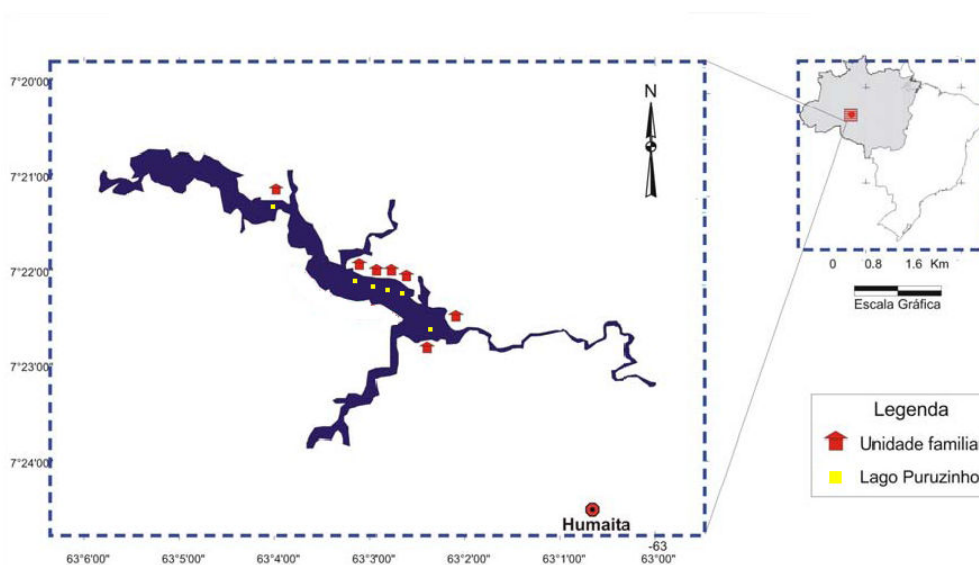 7°20'00"
7°21'00"
7°22'00"
7°23'00"
7°24'00"
N
Humaita
-63
63°6'00"
63°5'00"
63°4'00"
63°3'00"
63°2'00"
63°1'00"
63°00"
0 0.8 1.6 Km
Escala Gráfica
Legenda
Unidade familia
Lago Puruzinho